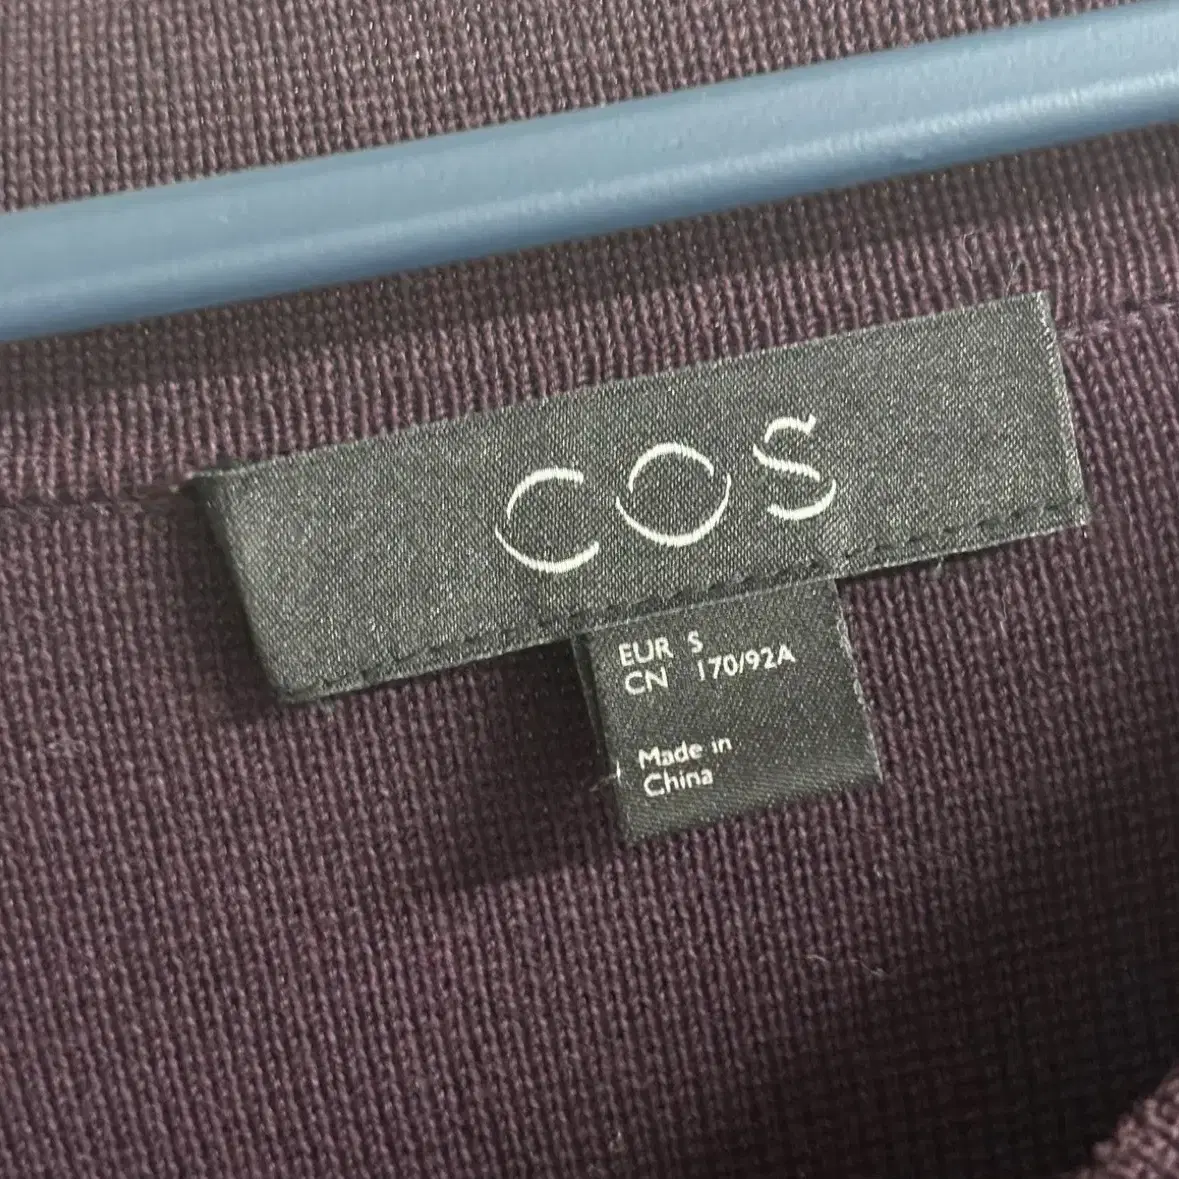 COS
EUR S
CN 170/92A
Made in
China